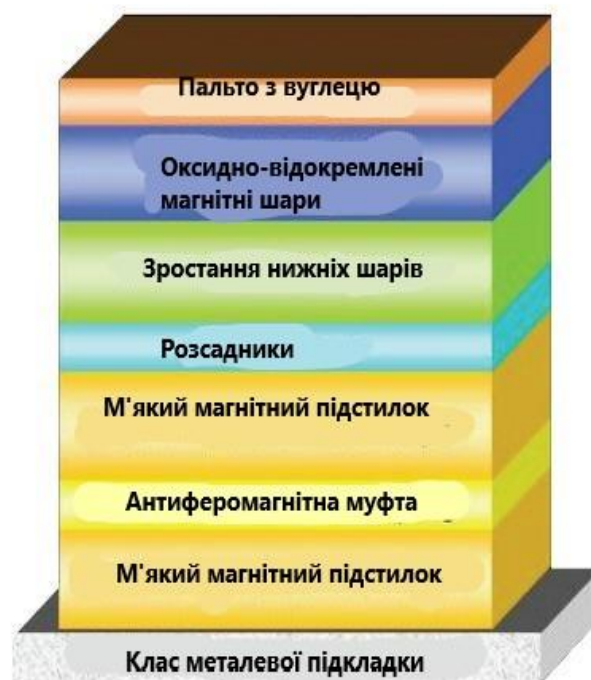 Пальто з вуглецю
Оксидно-відокремлені
магнітні шари
Зростання нижніх шарів
Розсадники
М'який магнітний підстилок
Антиферомагнітна муфта
М'який магнітний підстилок
Клас металевої підкладки